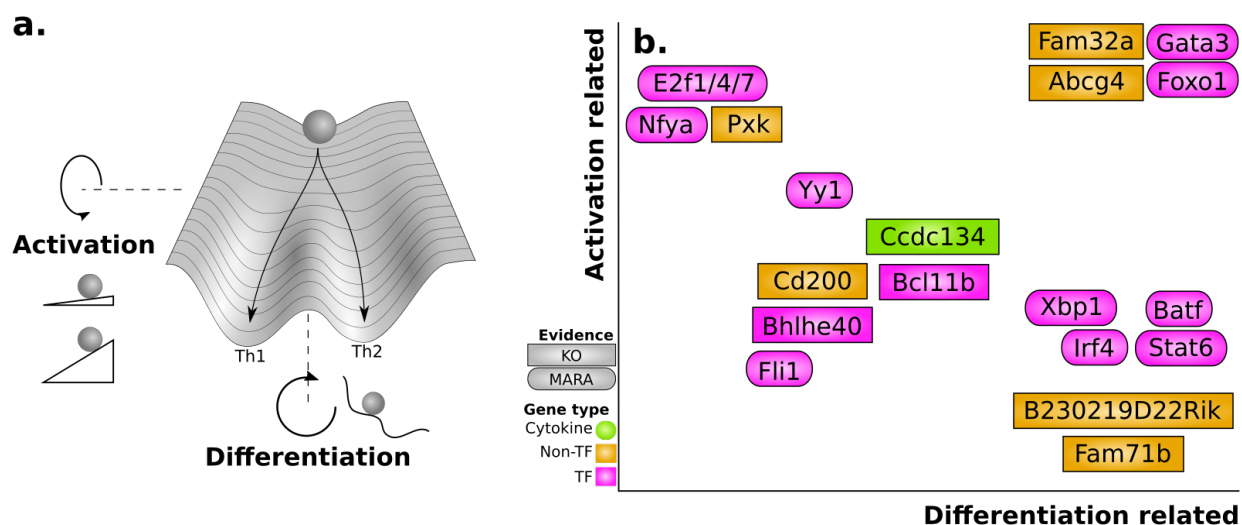 a.
Activation
Th1
Th2
Differentiation
b.
Activation related
Fam32a
Gata3
Abcg4
Foxo1
E2f1/4/7
Nfya
Pxk
Yy1
Ccdc134
Cd200
Bcl11b
Bhlhe40
Fli1
Xbp1
Batf
Irf4
Stat6
B230219D22Rik
Fam71b
Evidence
KO
MARA
Gene type
Cytokine
Non-TF
TF
Differentiation related